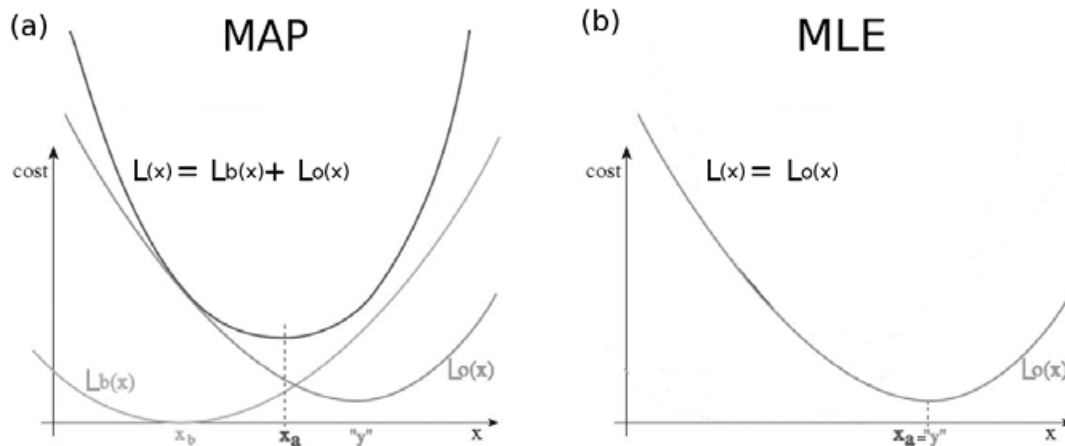 (a)
MAP
cost
L(x) = Lb(x)+ Lo(x)
Lb(x)
Lo(x)
xb
xa
"y"
x
(b)
MLE
cost
L(x) = Lo(x)
Lo(x)
xa="y"
x